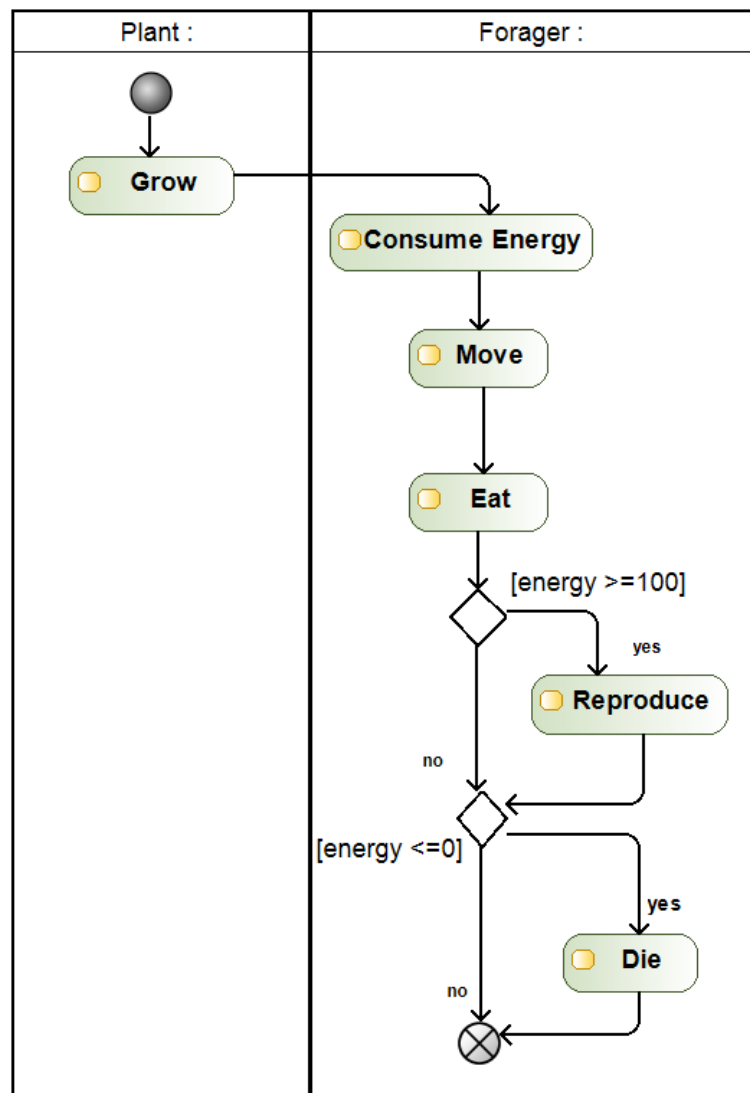 Plant :
Forager :
Grow
Consume Energy
Move
Eat
[energy >=100]
yes
Reproduce
no
[energy <=0]
yes
Die
no